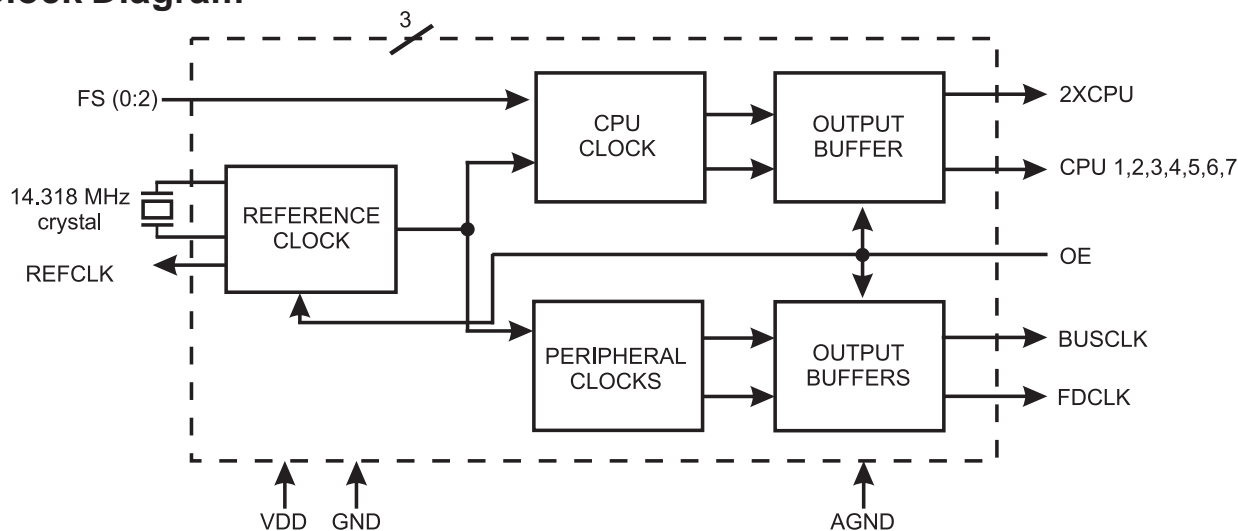 3
FS (0:2)
CPU
CLOCK
OUTPUT
BUFFER
2XCPU
CPU 1,2,3,4,5,6,7
14.318 MHz
crystal
REFERENCE
CLOCK
REFCLK
OE
PERIPHERAL
CLOCKS
OUTPUT
BUFFERS
BUSCLK
FDCLK
VDD
GND
AGND